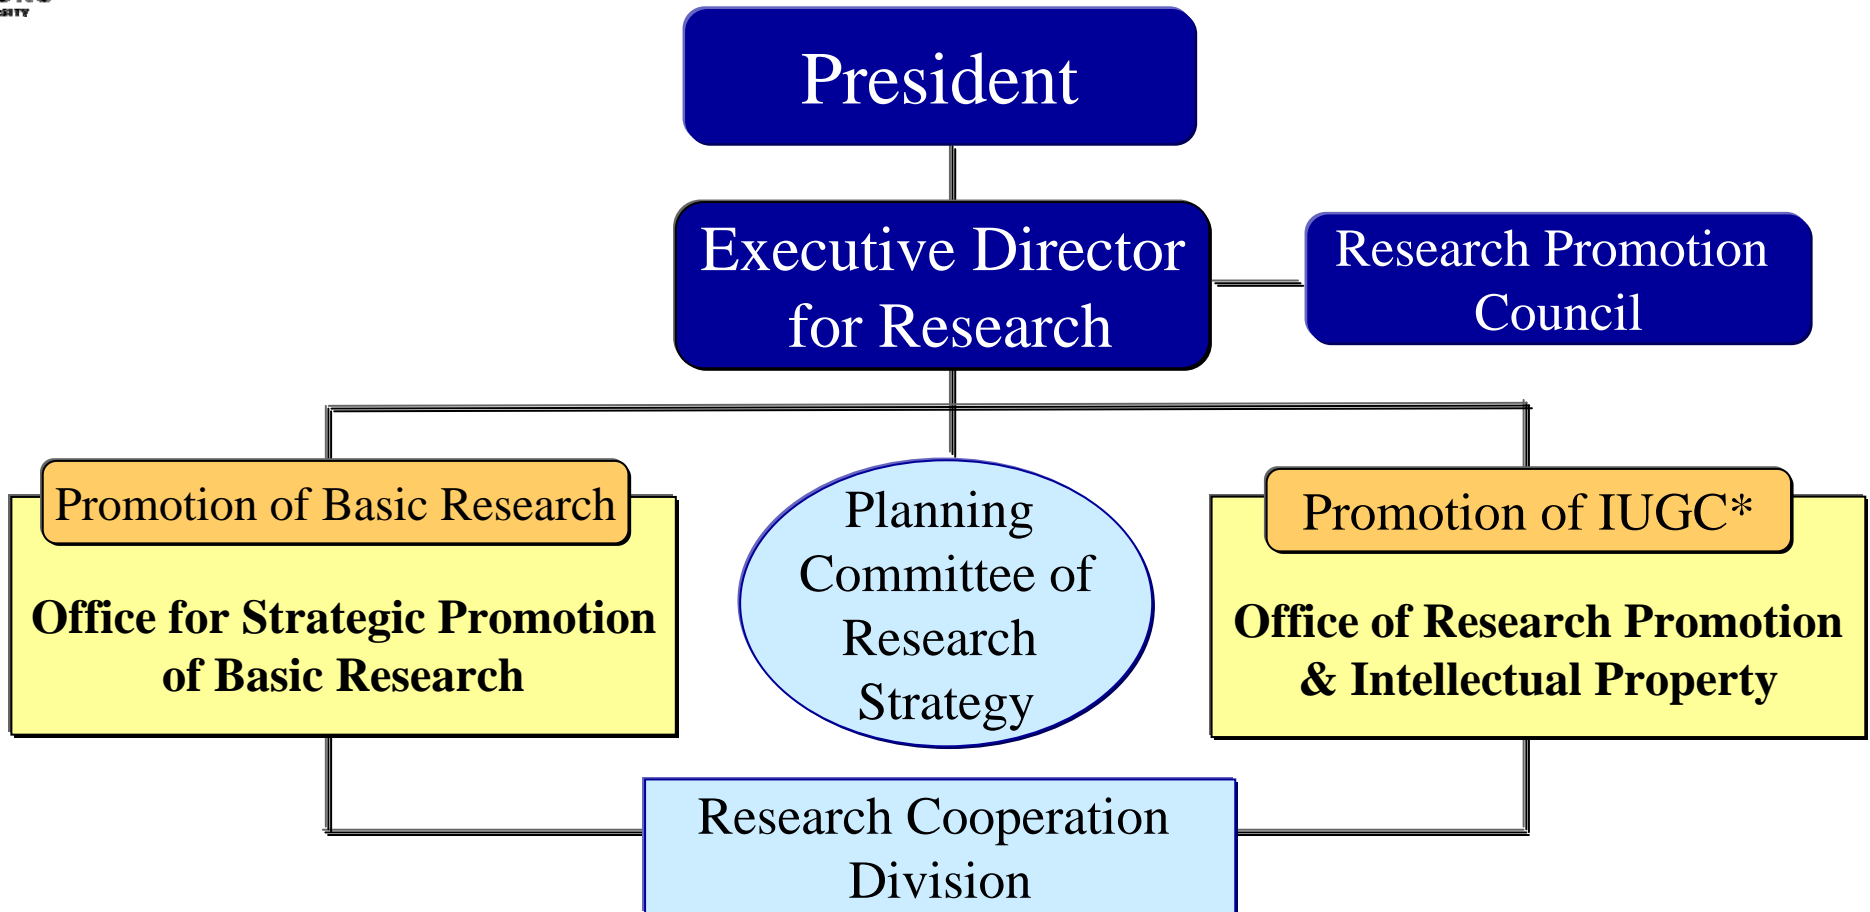 President
Executive Director
for Research
Research Promotion
Council
Promotion of Basic Research
Office for Strategic Promotion
of Basic Research
Planning
Committee of
Research
Strategy
Promotion of IUGC*
Office of Research Promotion
& Intellectual Property
Research Cooperation
Division